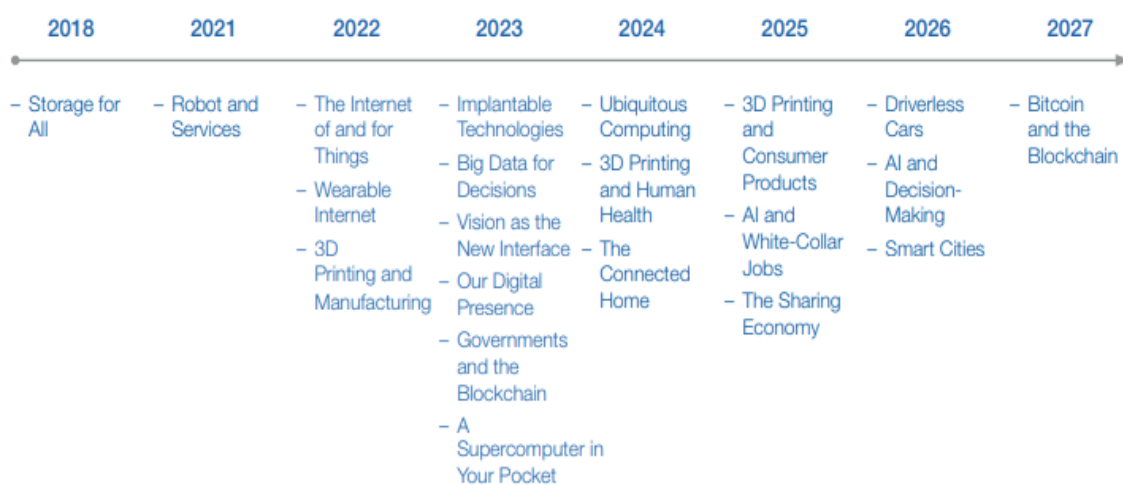 2018
2021
2022
2023
2024
2025
2026
2027
– Storage for
All
– Robot and
Services
– The Internet
of and for
Things
– Wearable
Internet
– 3D
Printing and
Manufacturing
– Implantable
Technologies
– Big Data for
Decisions
– Vision as the
New Interface
– Our Digital
Presence
– Governments
and the
Blockchain
– A
Supercomputer in
Your Pocket
– Ubiquitous
Computing
– 3D Printing
and Human
Health
– The
Connected
Home
– 3D Printing
and
Consumer
Products
– AI and
White-Collar
Jobs
– The Sharing
Economy
– Driverless
Cars
– AI and
Decision-
Making
– Smart Cities
– Bitcoin
and the
Blockchain